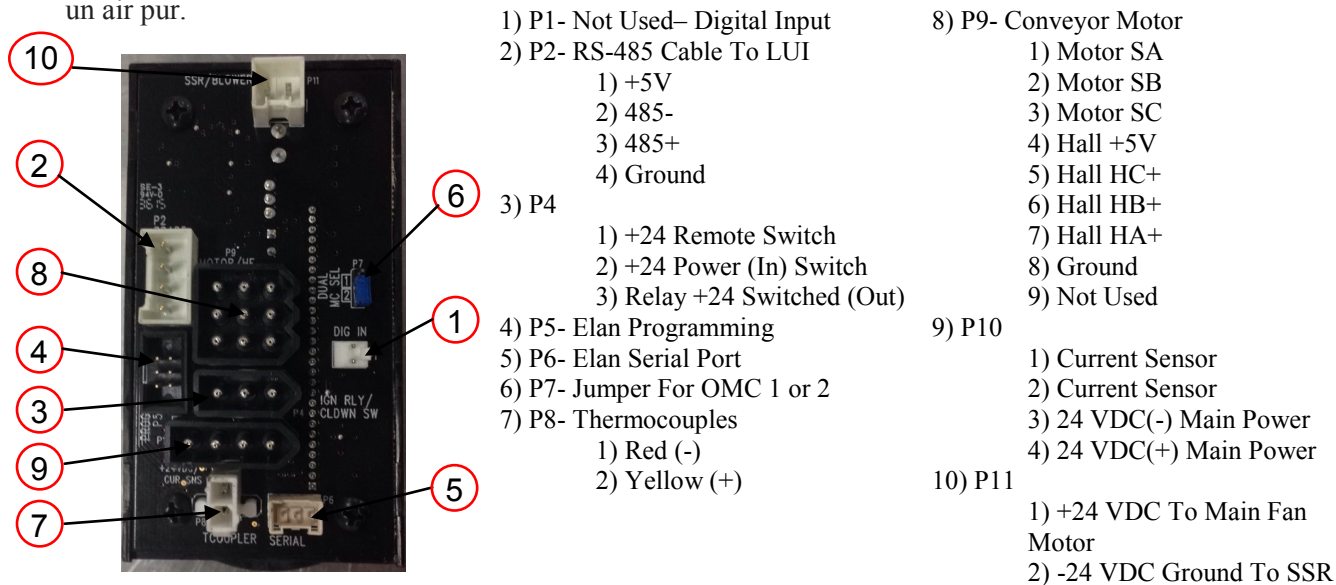 un air pur.
10
SSR/BLOWER
P11
2
6
P2
8
P9
MOTOR/HE
P7
DUAL
MC SEL
1
2
1
DIG IN
4
3
IGN RLY/
CLDWN SW
P4
P5
9
CUR SNS
5
P6
7
P8
TCOUPLER
SERIAL
1) P1- Not Used– Digital Input
2) P2- RS-485 Cable To LUI
1) +5V
2) 485-
3) 485+
4) Ground
3) P4
1) +24 Remote Switch
2) +24 Power (In) Switch
3) Relay +24 Switched (Out)
4) P5- Elan Programming
5) P6- Elan Serial Port
6) P7- Jumper For OMC 1 or 2
7) P8- Thermocouples
1) Red (-)
2) Yellow (+)
8) P9- Conveyor Motor
1) Motor SA
2) Motor SB
3) Motor SC
4) Hall +5V
5) Hall HC+
6) Hall HB+
7) Hall HA+
8) Ground
9) Not Used
9) P10
1) Current Sensor
2) Current Sensor
3) 24 VDC(-) Main Power
4) 24 VDC(+) Main Power
10) P11
1) +24 VDC To Main Fan
Motor
2) -24 VDC Ground To SSR